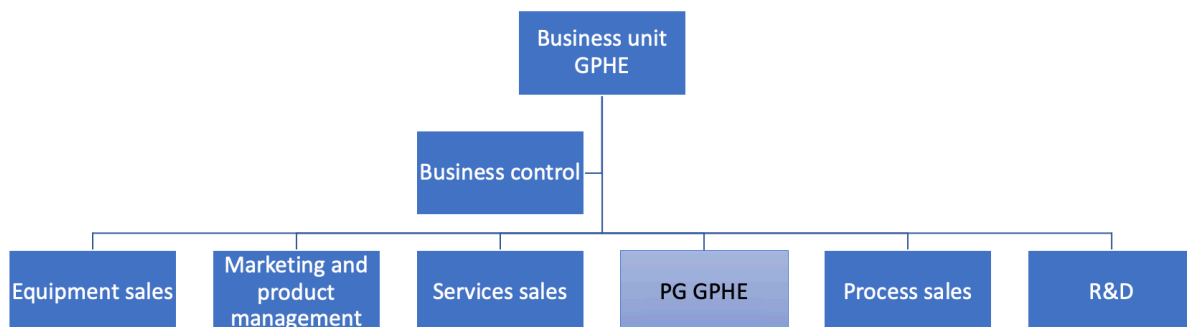 Business unit
GPHE
Business control
Equipment sales
Marketing and
product
management
Services sales
PG GPHE
Process sales
R&D